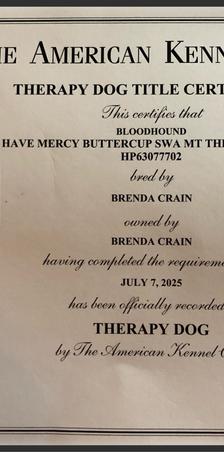 HE AMERICAN KENN
THERAPY DOG TITLE CERT
This certifies that
BLOODHOUND
HAVE MERCY BUTTERCUP SWA MT TH
HP63077702
bred by
BRENDA CRAIN
owned by
BRENDA CRAIN
having completed the requireme
JULY 7, 2025
has been officially recorded
THERAPY DOG
by The American Kennel C